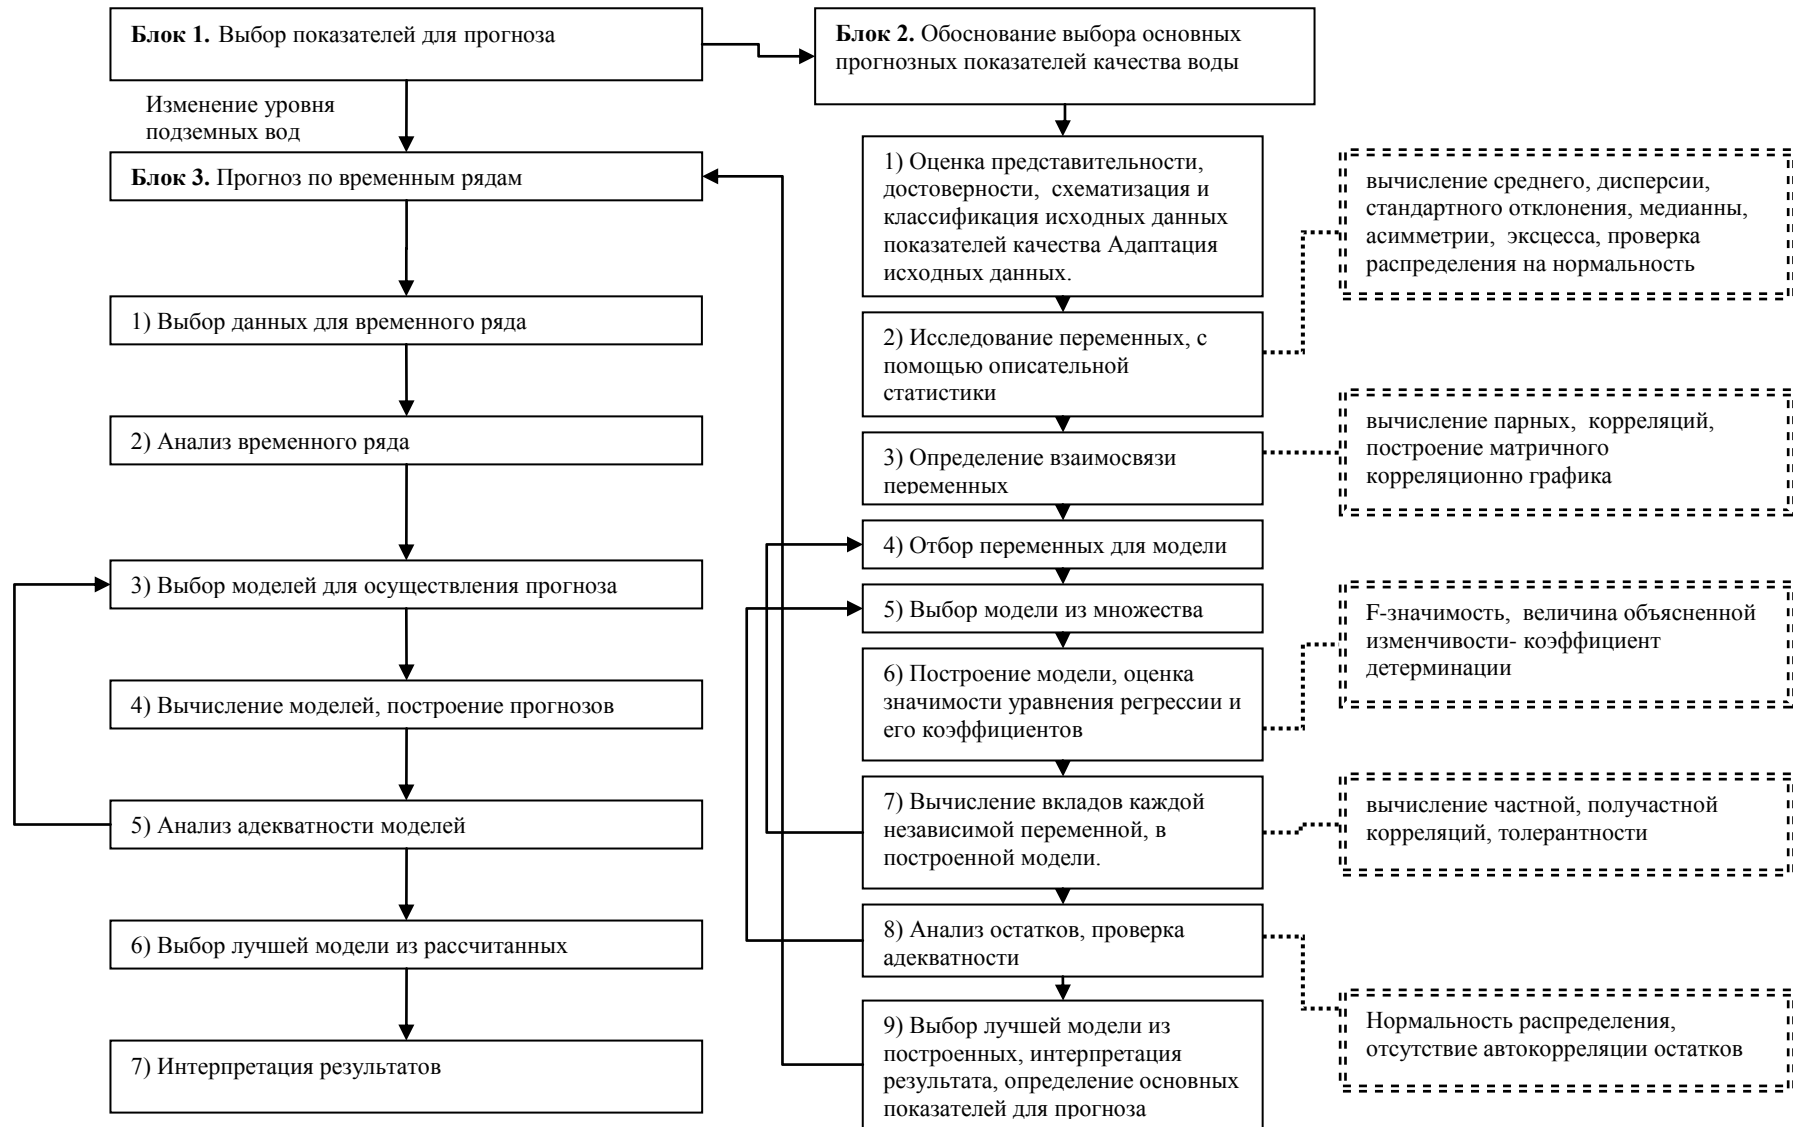 Блок 1. Выбор показателей для прогноза
Изменение уровня
подземных вод
Блок 3. Прогноз по временным рядам
1) Выбор данных для временного ряда
2) Анализ временного ряда
3) Выбор моделей для осуществления прогноза
4) Вычисление моделей, построение прогнозов
5) Анализ адекватности моделей
6) Выбор лучшей модели из рассчитанных
7) Интерпретация результатов
Блок 2. Обоснование выбора основных
прогнозных показателей качества воды
1) Оценка представительности,
достоверности, схематизация и
классификация исходных данных
показателей качества Адаптация
исходных данных.
2) Исследование переменных, с
помощью описательной
статистики
3) Определение взаимосвязи
переменных
4) Отбор переменных для модели
5) Выбор модели из множества
6) Построение модели, оценка
значимости уравнения регрессии и
его коэффициентов
7) Вычисление вкладов каждой
независимой переменной, в
построенной модели.
8) Анализ остатков, проверка
адекватности
9) Выбор лучшей модели из
построенных, интерпретация
результата, определение основных
показателей для прогноза
вычисление среднего, дисперсии,
стандартного отклонения, медианны,
асимметрии, эксцесса, проверка
распределения на нормальность
вычисление парных, корреляций,
построение матричного
корреляционно графика
F-значимость, величина объясненной
изменчивости- коэффициент
детерминации
вычисление частной, получастной
корреляций, толерантности
Нормальность распределения,
отсутствие автокорреляции остатков